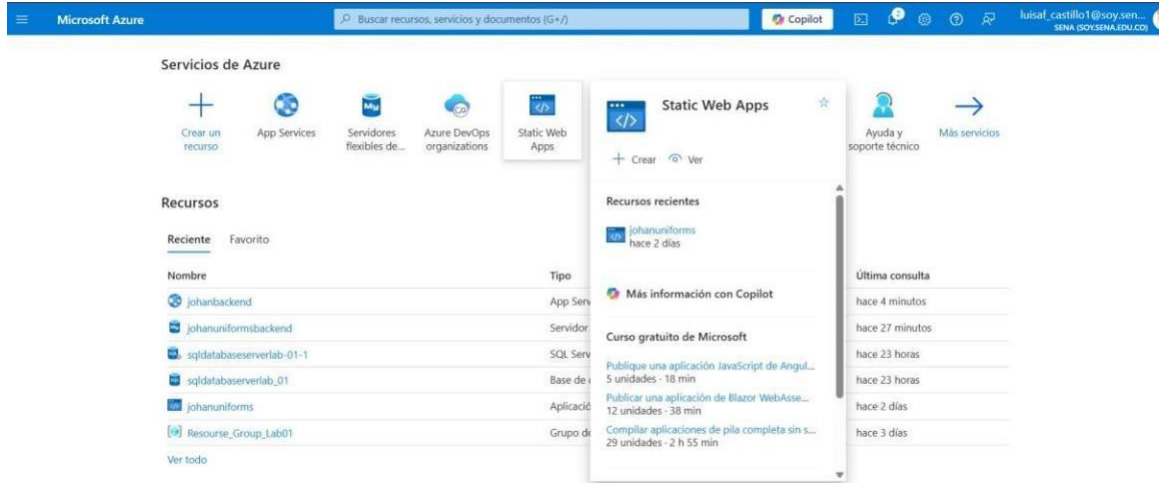 Microsoft Azure
Buscar recursos, servicios y documentos (G+/)
Copilot
luisaf_castillo1@soy.sen...
SENA (SOY.SENA.EDU.CO)
Servicios de Azure
Crear un
recurso
App Services
Servidores
flexibles de...
Azure DevOps
organizations
Static Web
Apps
Static Web Apps
Ayuda y
soporte técnico
Más servicios
Crear
Ver
Recursos
Reciente
Favorito
Nombre
Tipo
Última consulta
johanbackend
App Serv
hace 4 minutos
johanuniformsbackend
Servidor
hace 27 minutos
sqldatabaseserverlab-01-1
SQL Serv
hace 23 horas
sqldatabaserverlab_01
Base de
hace 23 horas
johanuniforms
Aplicació
hace 2 días
Resourse_Group_Lab01
Grupo de
hace 3 días
Ver todo
Recursos recientes
johanuniforms
hace 2 días
Más información con Copilot
Curso gratuito de Microsoft
Publique una aplicación JavaScript de Angul...
5 unidades - 18 min
Publicar una aplicación de Blazor WebAsse...
12 unidades - 38 min
Compilar aplicaciones de pila completa sin s...
29 unidades - 2 h 55 min